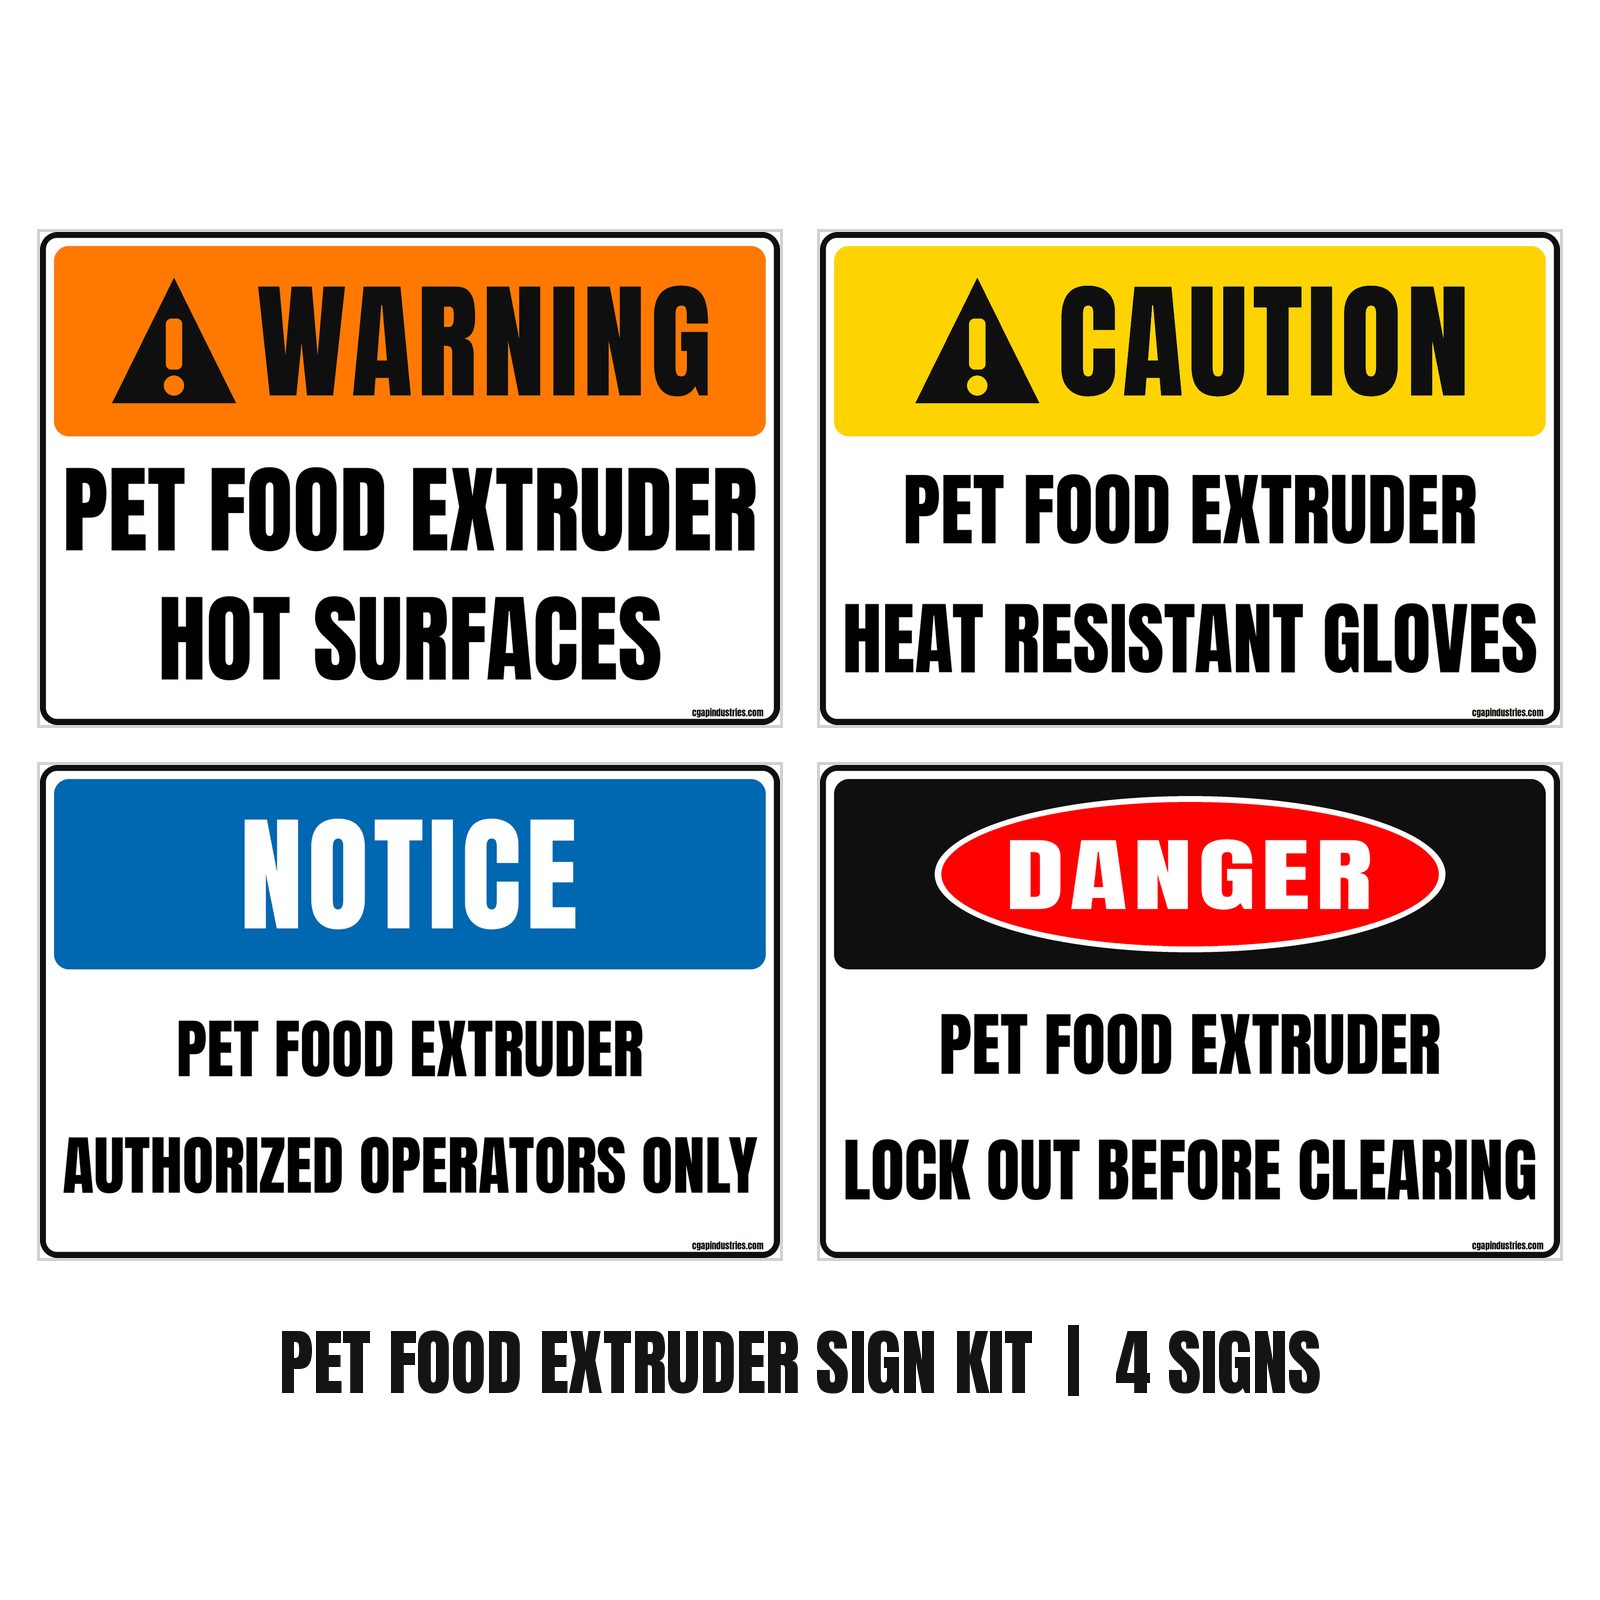 WARNING
PET FOOD EXTRUDER
HOT SURFACES
cgapindustries.com
CAUTION
PET FOOD EXTRUDER
HEAT RESISTANT GLOVES
cgapindustries.com
NOTICE
PET FOOD EXTRUDER
AUTHORIZED OPERATORS ONLY
cgapindustries.com
DANGER
PET FOOD EXTRUDER
LOCK OUT BEFORE CLEARING
cgapindustries.com
PET FOOD EXTRUDER SIGN KIT | 4 SIGNS